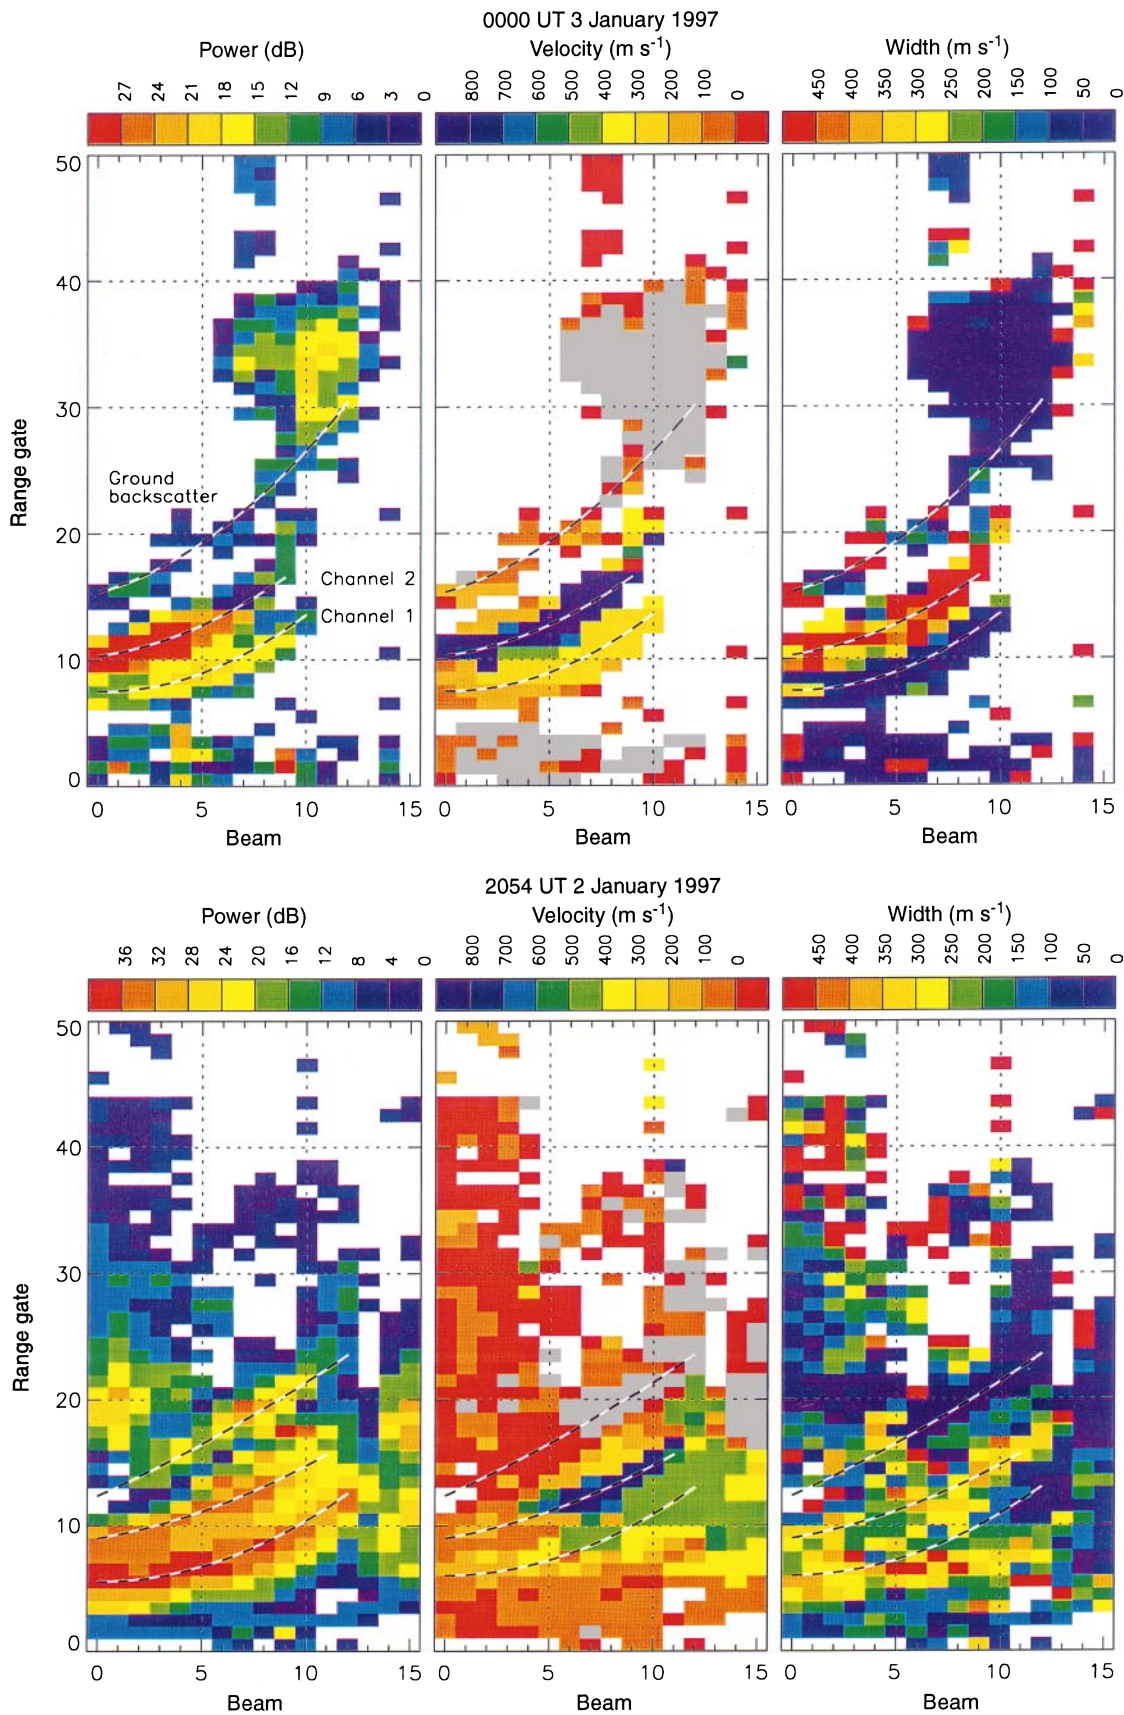 0000 UT 3 January 1997
Power (dB) Velocity (m s-1) Width (m s-1)
27 24 21 18 15 12 9 6 3 0 800 700 600 500 400 300 200 100 0 450 400 350 300 250 200 150 100 50 0
50
40
30
Range gate
Ground
backscatter
20
Channel 2
Channel 1
10
0
0 5 10 15 0 5 10 15 0 5 10 15
Beam Beam Beam
2054 UT 2 January 1997
Power (dB) Velocity (m s-1) Width (m s-1)
36 32 28 24 20 16 12 8 4 0 800 700 600 500 400 300 200 100 0 450 400 350 300 250 200 150 100 50 0
50
40
30
Range gate
20
10
0
0 5 10 15 0 5 10 15 0 5 10 15
Beam Beam Beam